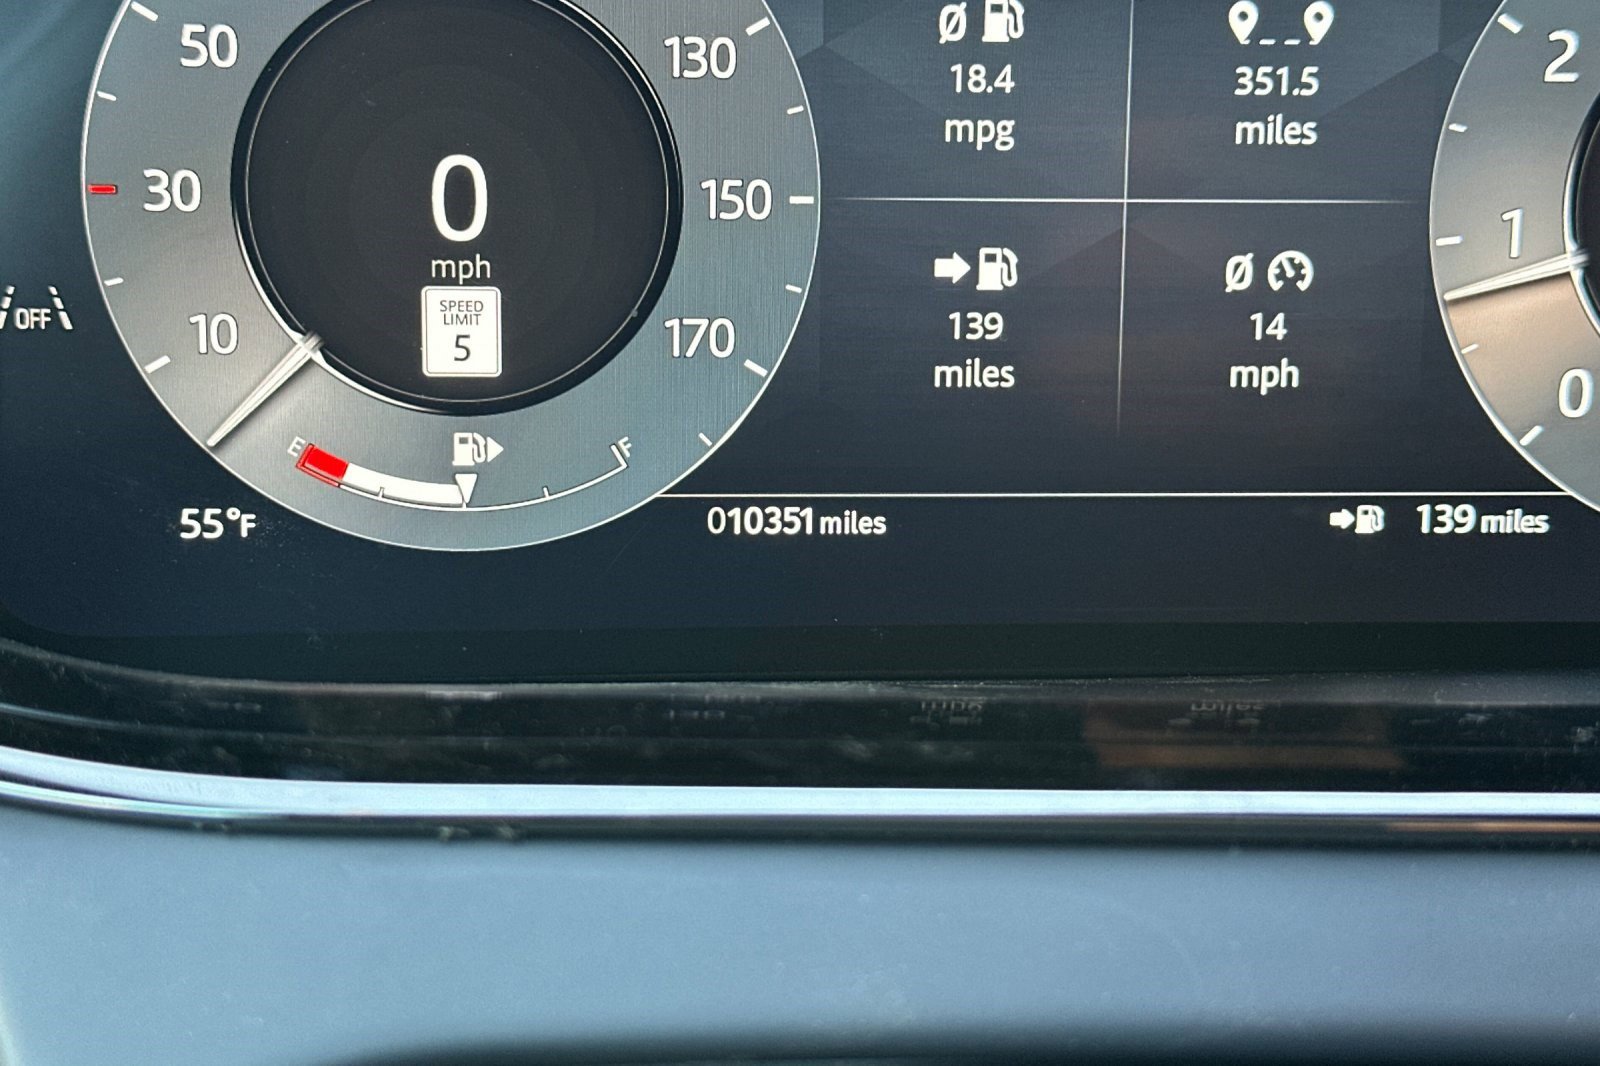 50
130
30
150
10
170
0
mph
SPEED
LIMIT
5
E
F
OFF
55°F
Ø
18.4
mpg
351.5
miles
139
miles
Ø
14
mph
010351 miles
139 miles
2
1
0